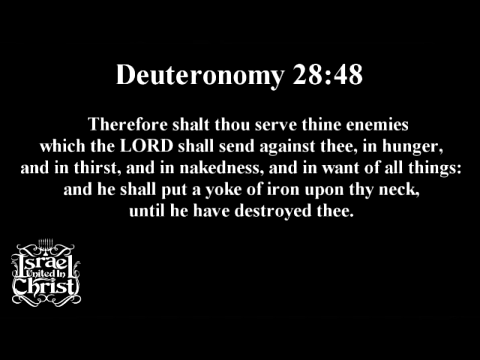 Deuteronomy 28:48
Therefore shalt thou serve thine enemies
which the LORD shall send against thee, in hunger,
and in thirst, and in nakedness, and in want of all things:
and he shall put a yoke of iron upon thy neck,
until he have destroyed thee.
Israel
United In
Christ